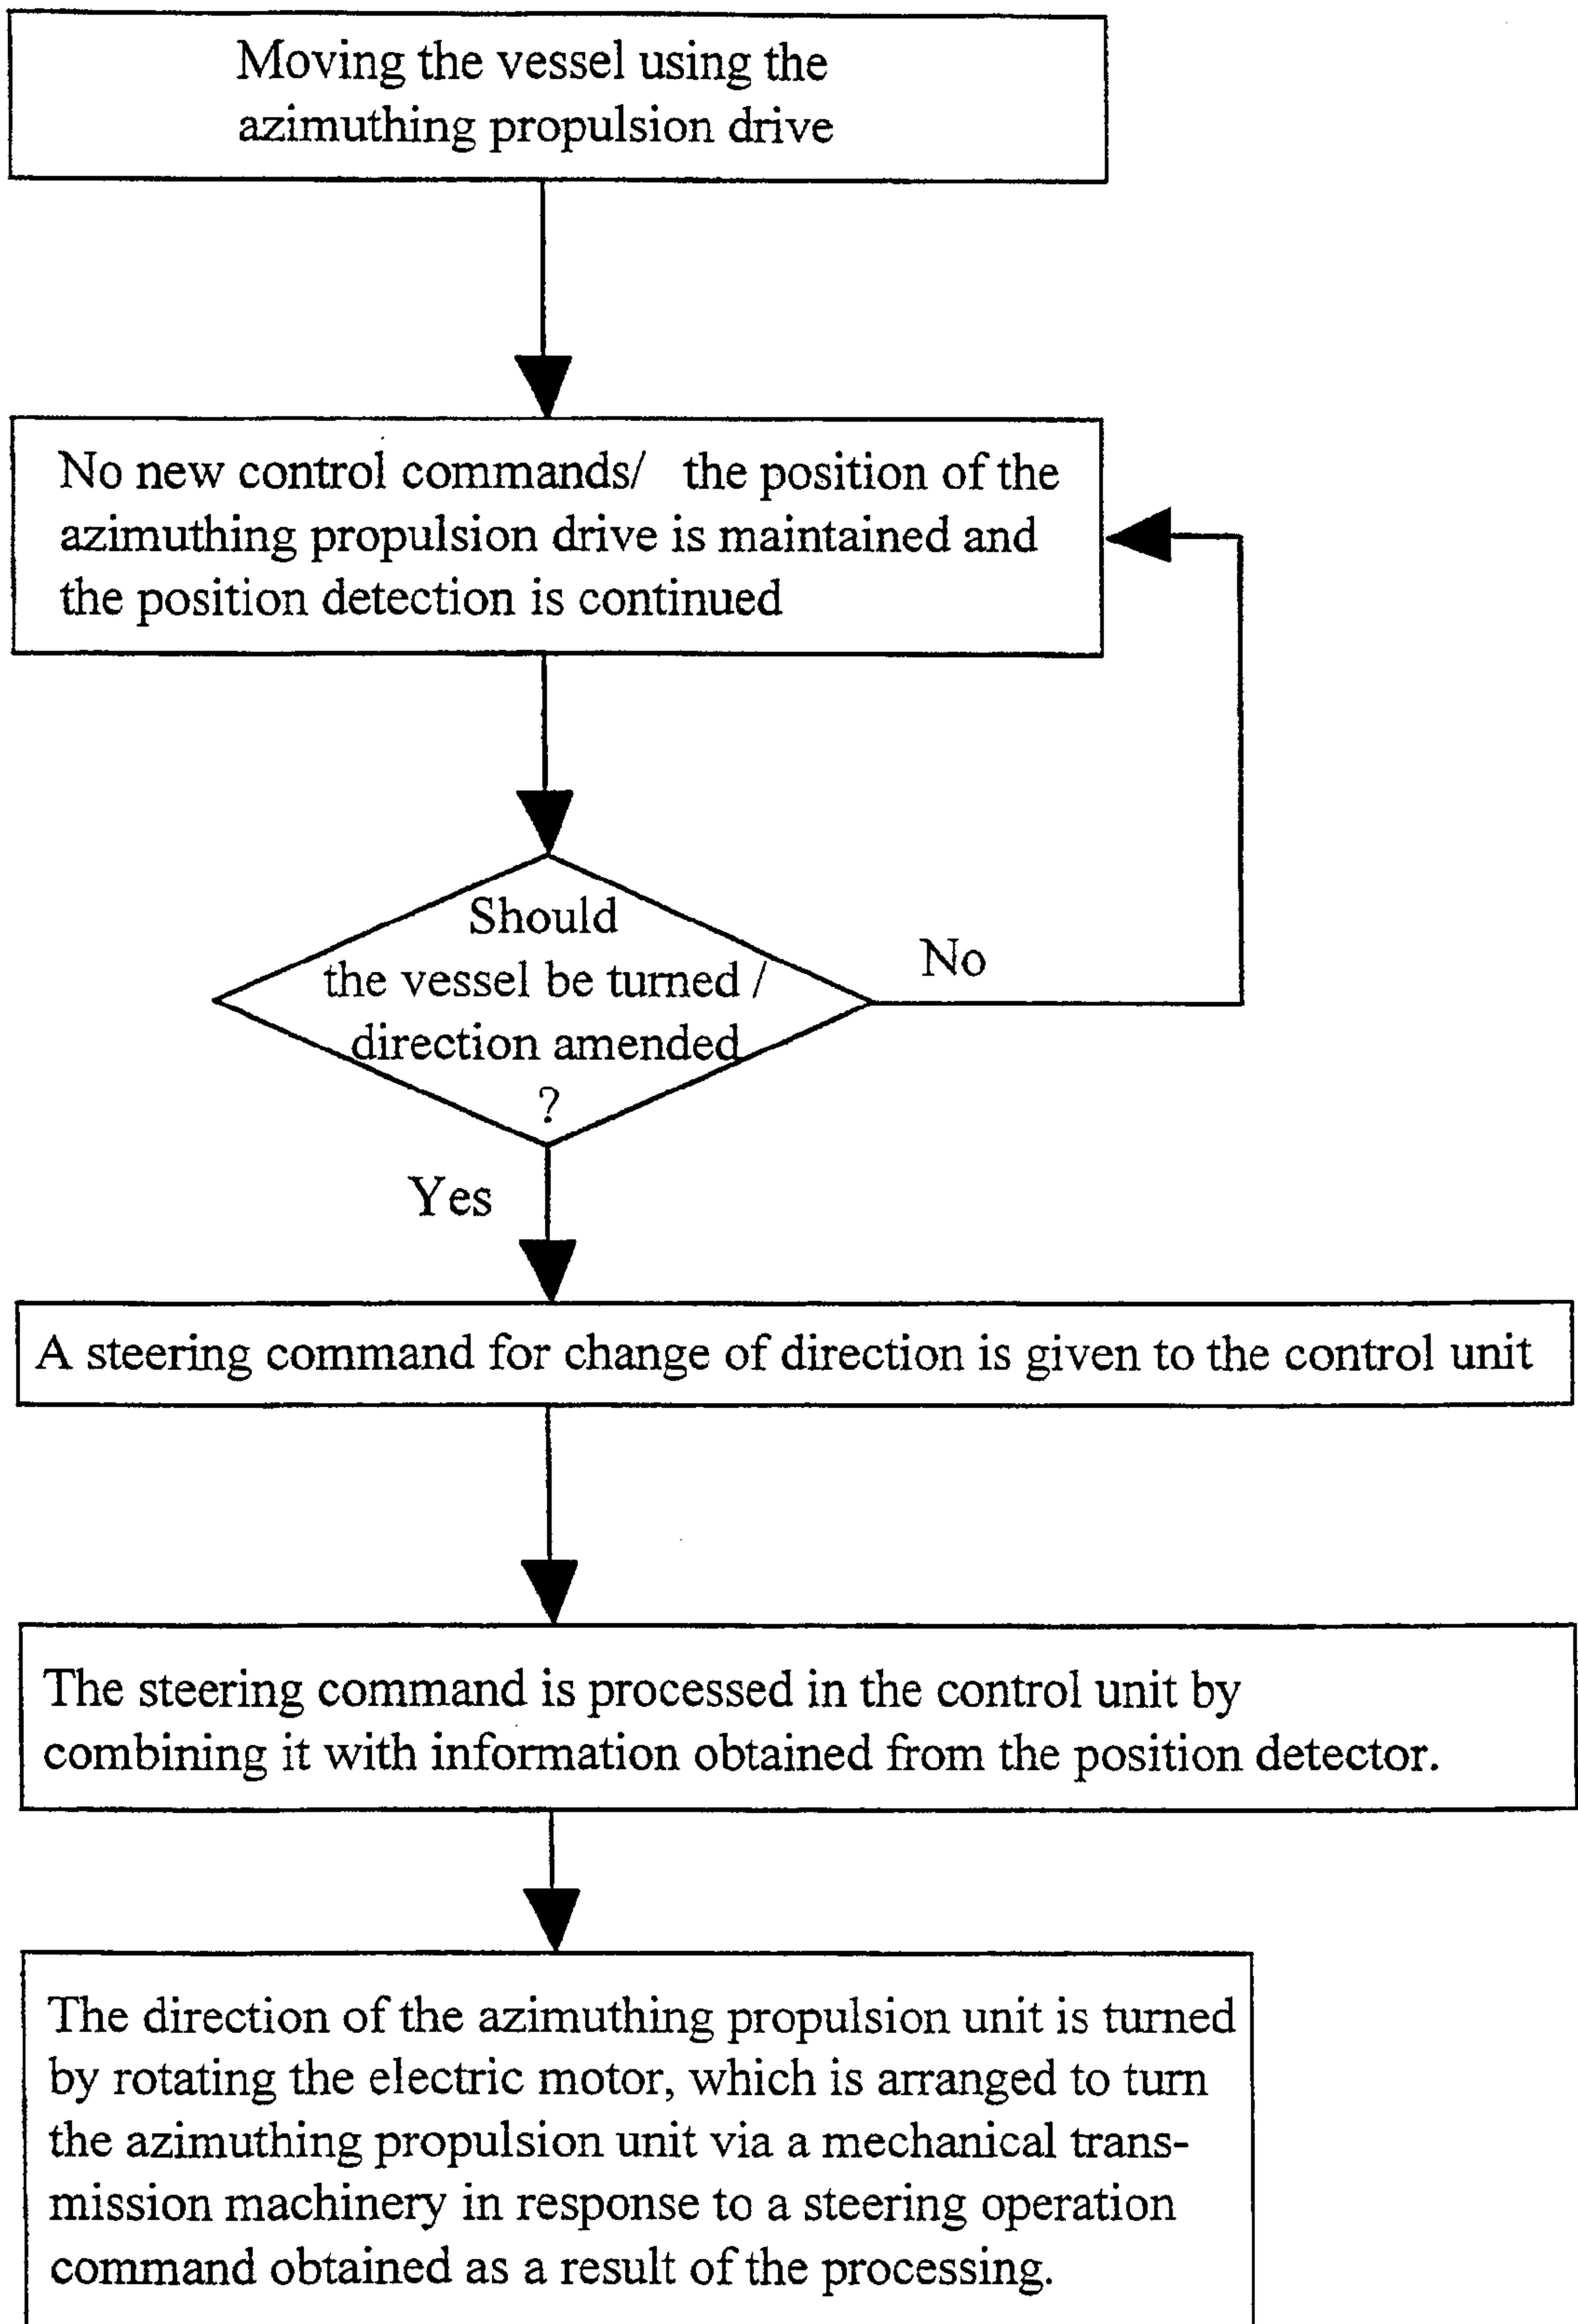 Moving the vessel using the
azimuthing propulsion drive
No new control commands/ the position of the
azimuthing propulsion drive is maintained and
the position detection is continued
Should
the vessel be turned /
direction amended
?
No
Yes
A steering command for change of direction is given to the control unit
The steering command is processed in the control unit by
combining it with information obtained from the position detector.
The direction of the azimuthing propulsion unit is turned
by rotating the electric motor, which is arranged to turn
the azimuthing propulsion unit via a mechanical trans-
mission machinery in response to a steering operation
command obtained as a result of the processing.